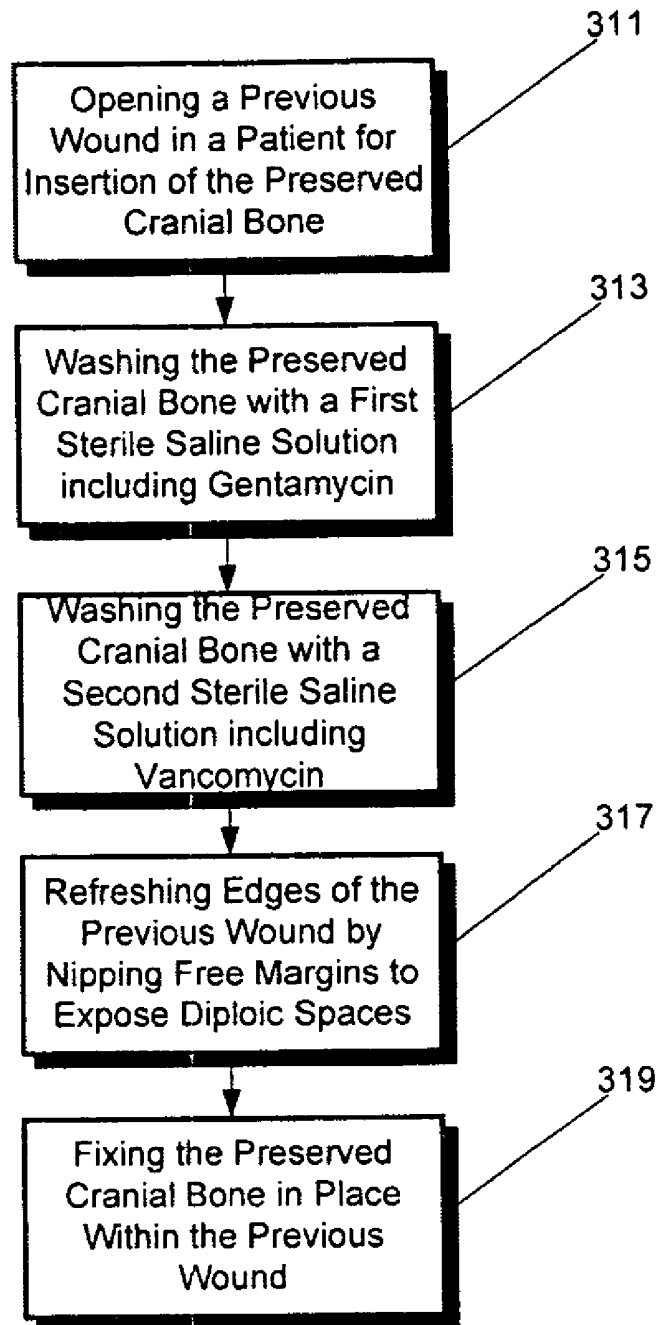 311
Opening a Previous
Wound in a Patient for
Insertion of the Preserved
Cranial Bone
313
Washing the Preserved
Cranial Bone with a First
Sterile Saline Solution
including Gentamycin
315
Washing the Preserved
Cranial Bone with a
Second Sterile Saline
Solution including
Vancomycin
317
Refreshing Edges of the
Previous Wound by
Nipping Free Margins to
Expose Diploic Spaces
319
Fixing the Preserved
Cranial Bone in Place
Within the Previous
Wound